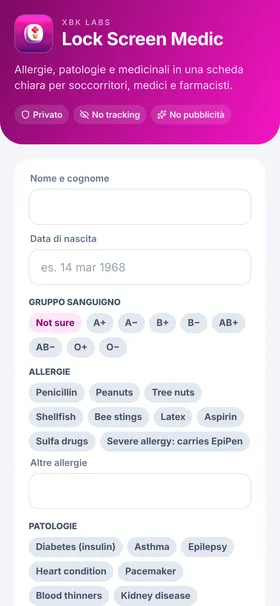 XBK LABS
Lock Screen Medic
Allergie, patologie e medicinali in una scheda
chiara per soccorritori, medici e farmacisti.
Privato No tracking No pubblicità
Nome e cognome
Data di nascita
es. 14 mar 1968
GRUPPO SANGUIGNO
Not sure A+ A− B+ B− AB+
AB− O+ O−
ALLERGIE
Penicillin Peanuts Tree nuts
Shellfish Bee stings Latex Aspirin
Sulfa drugs Severe allergy: carries EpiPen
Altre allergie
PATOLOGIE
Diabetes (insulin) Asthma Epilepsy
Heart condition Pacemaker
Blood thinners Kidney disease